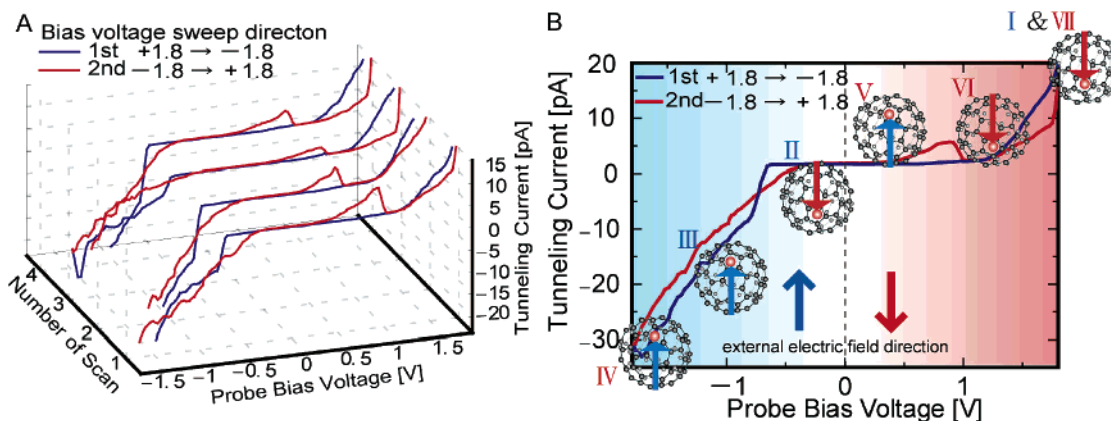 A
Bias voltage sweep directon
1st +1.8 → −1.8
2nd −1.8 → +1.8
15
10
5
0
−5
−10
−15
−20
Tunneling Current [pA]
4
3
2
1
Number of Scan
−1.5
−1
−0.5
0
0.5
1
1.5
Probe Bias Voltage [V]
B
I & VII
1st + 1.8 → −1.8
2nd −1.8 → + 1.8
V
VI
II
III
IV
external electric field direction
20
10
0
−10
−20
−30
Tunneling Current [pA]
−1
0
1
Probe Bias Voltage [V]